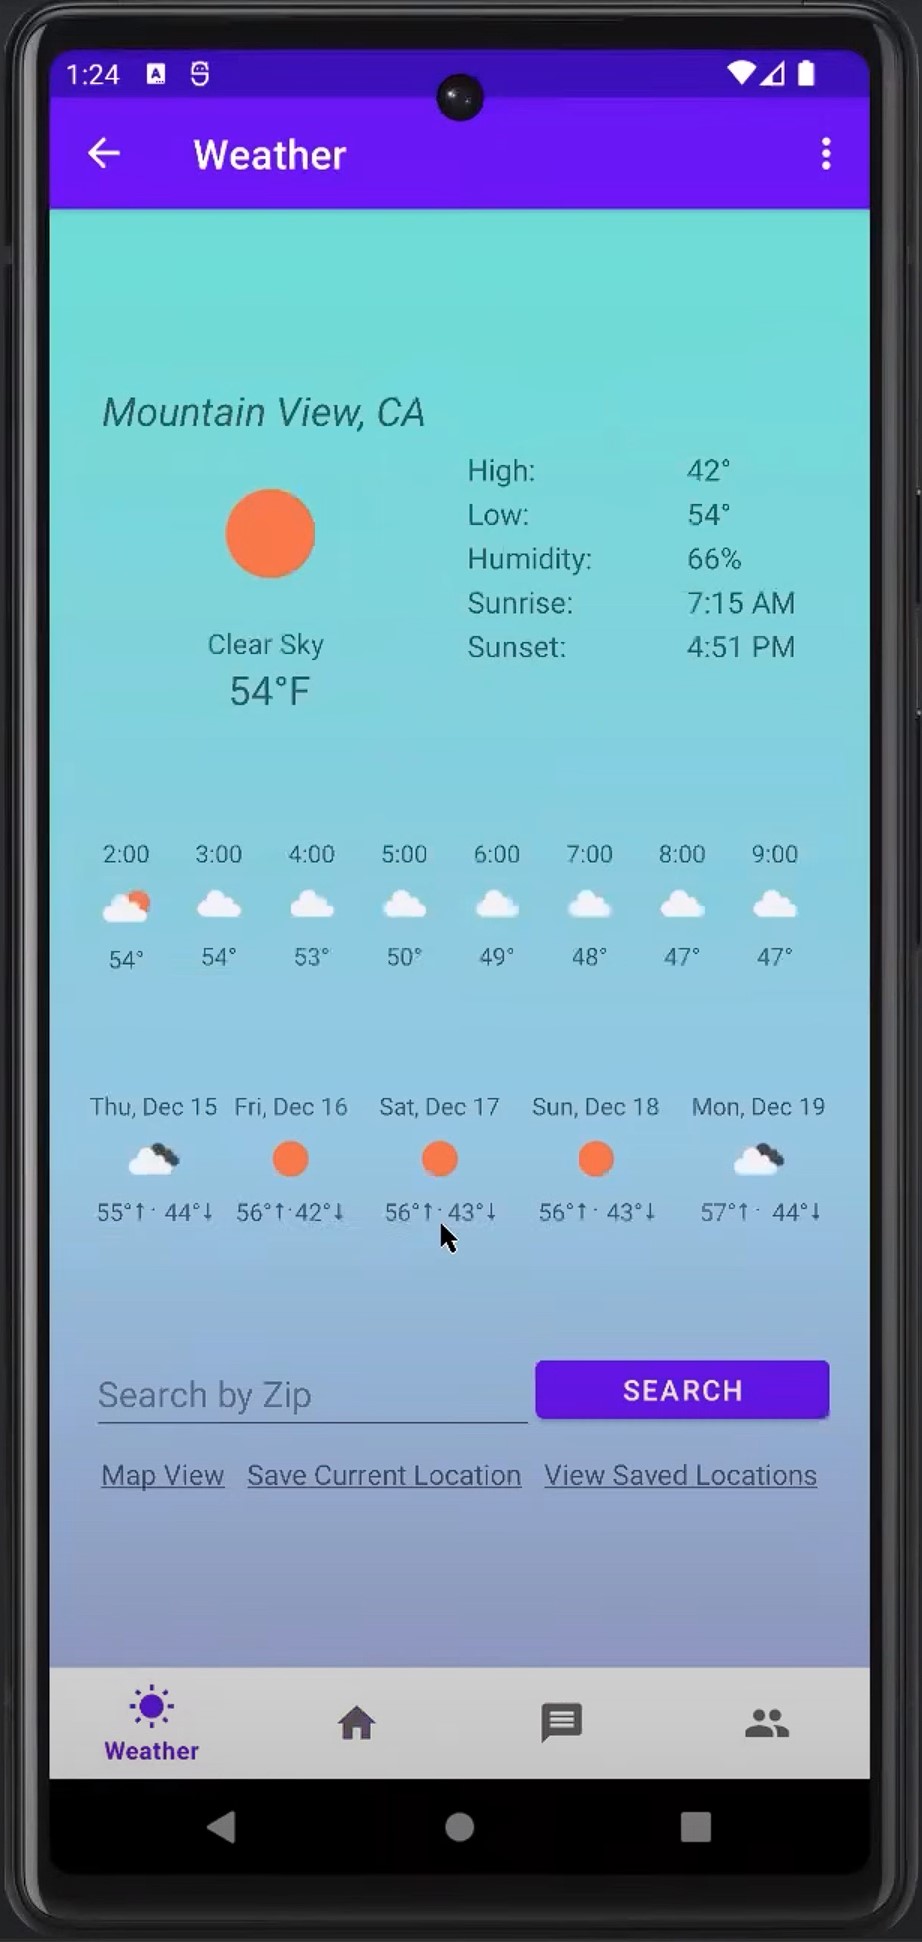 1:24
Weather
Mountain View, CA
High: 42°
Low: 54°
Humidity: 66%
Sunrise: 7:15 AM
Sunset: 4:51 PM
Clear Sky
54°F
2:00 3:00 4:00 5:00 6:00 7:00 8:00 9:00
54° 54° 53° 50° 49° 48° 47° 47°
Thu, Dec 15 Fri, Dec 16 Sat, Dec 17 Sun, Dec 18 Mon, Dec 19
55°↑· 44°↓ 56°↑·42°↓ 56°↑·43°↓ 56°↑· 43°↓ 57°↑· 44°↓
Search by Zip SEARCH
Map View Save Current Location View Saved Locations
Weather